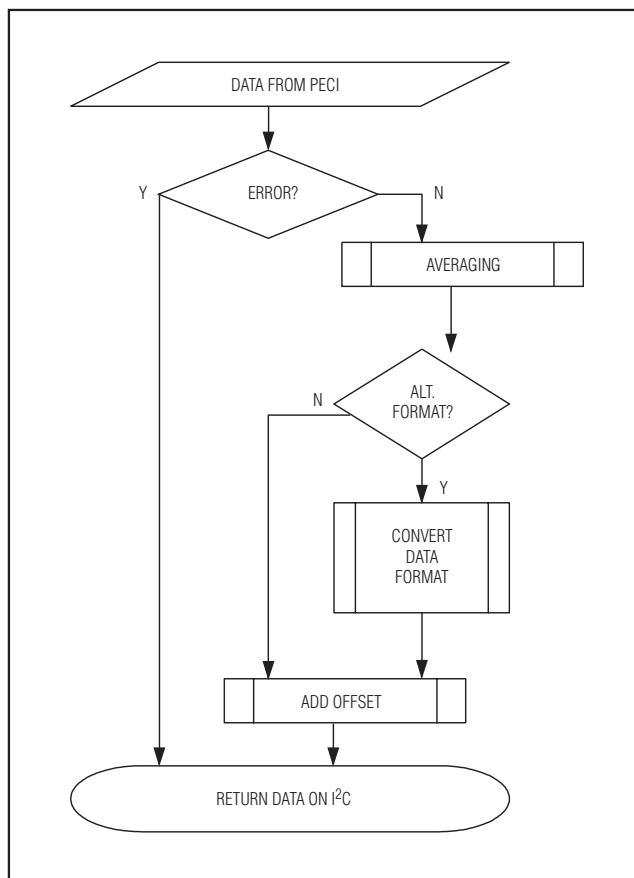 DATA FROM PECI
Y
ERROR?
N
AVERAGING
N
ALT.
FORMAT?
Y
CONVERT
DATA
FORMAT
ADD OFFSET
RETURN DATA ON I²C